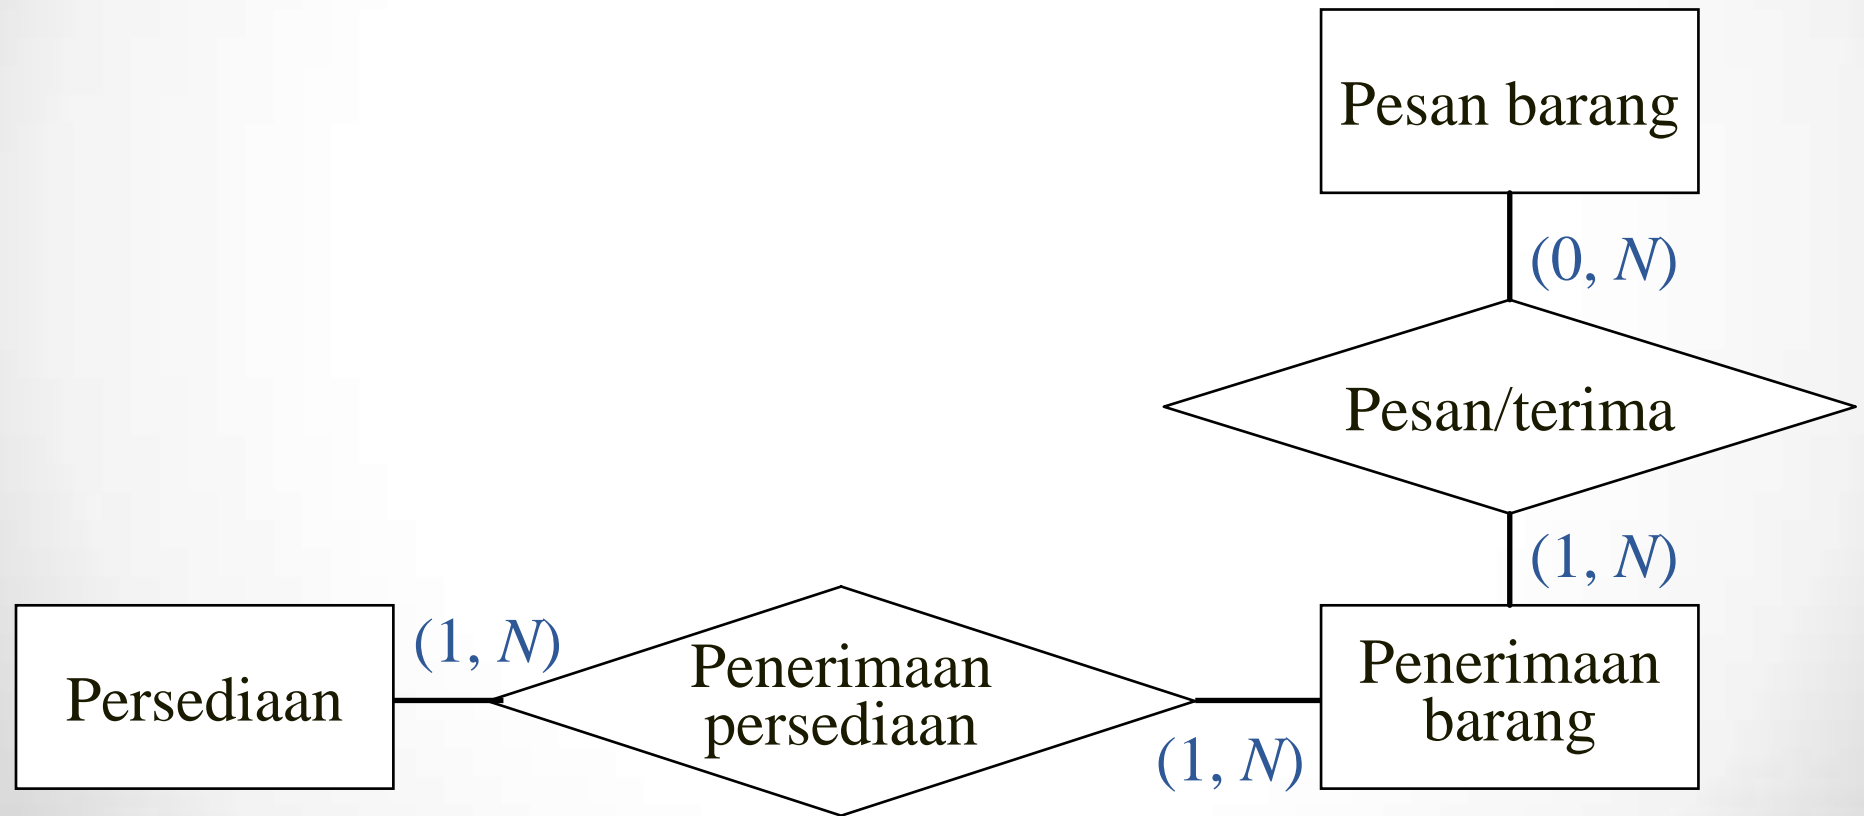 Pesan barang
(0, N)
Pesan/terima
(1, N)
Persediaan
(1, N)
Penerimaan
persediaan
(1, N)
Penerimaan
barang